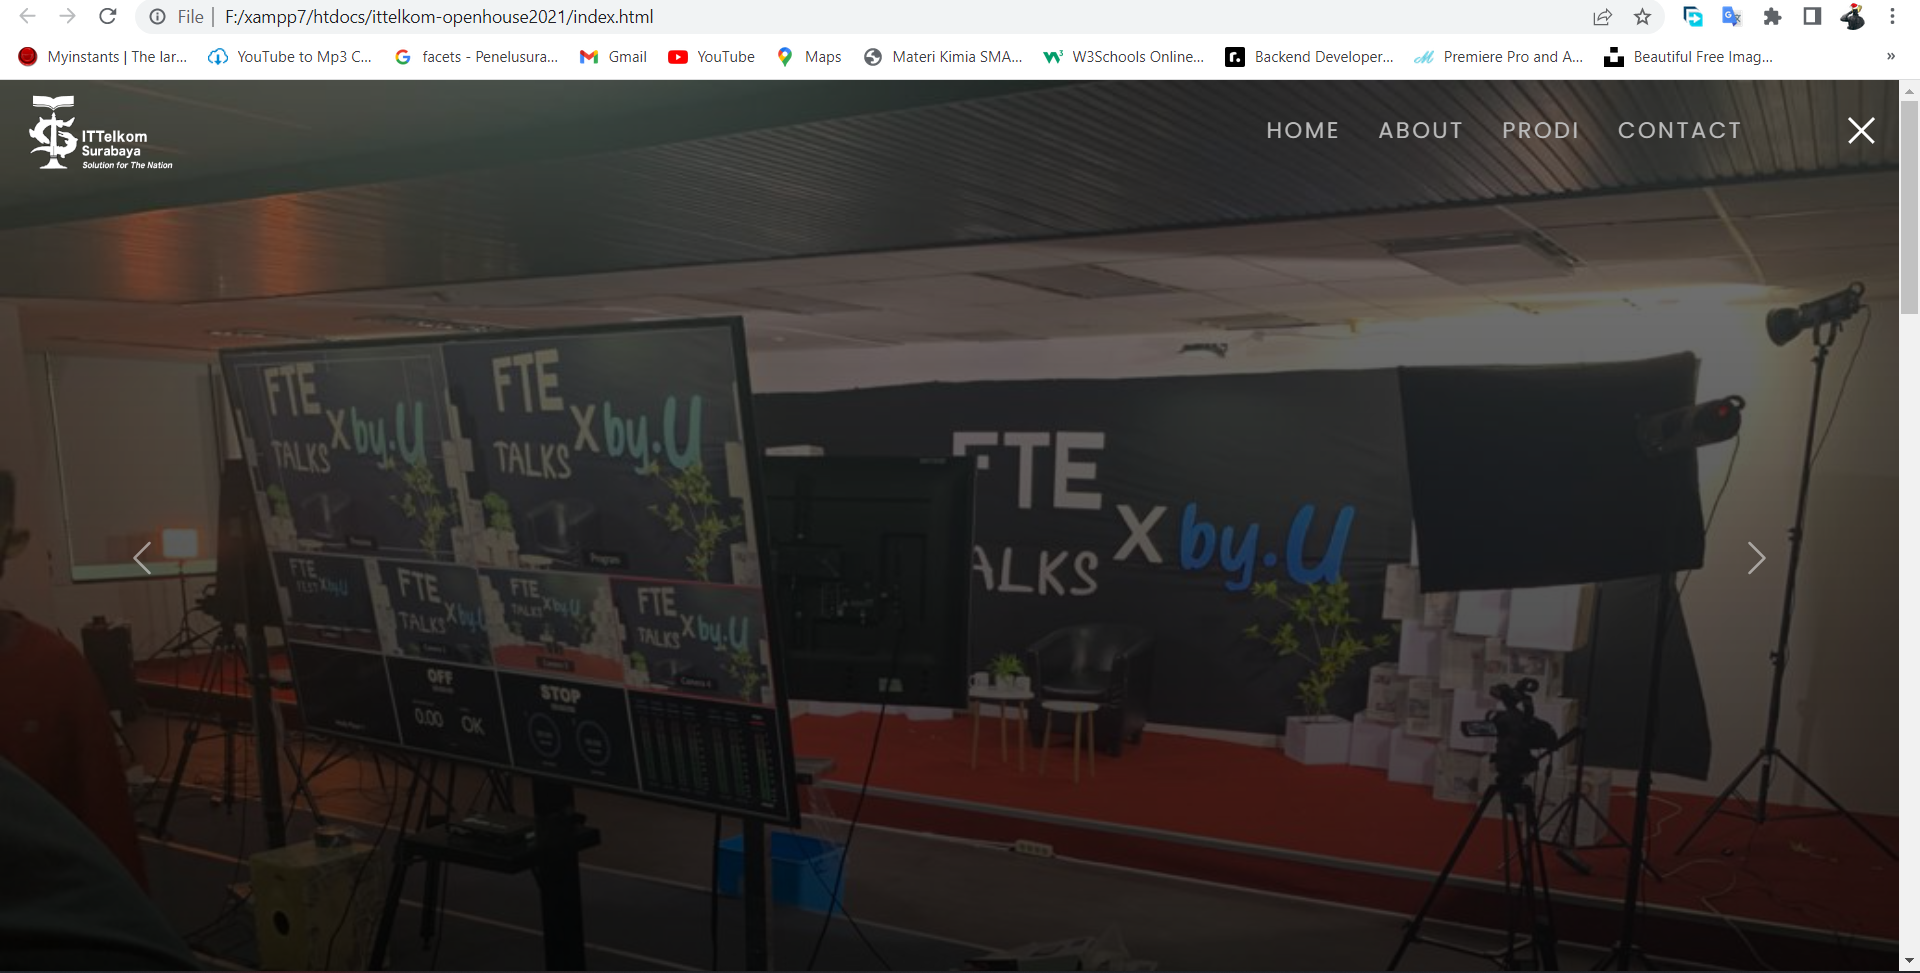 File | F:/xampp7/htdocs/ittelkom-openhouse2021/index.html
Myinstants | The lar... YouTube to Mp3 C... facets - Penelusura... Gmail YouTube Maps Materi Kimia SMA... W3Schools Online... Backend Developer... Premiere Pro and A... Beautiful Free Imag... »
ITTelkom
Surabaya
Solution for The Nation
HOME ABOUT PRODI CONTACT
FTE
TALKS
X by.U
FTE
TALKS
X by.U
Program
FTE
X by.U
FTE
TALKS
X by.U
FTE
TALKS
X by.U
FTE
TALKS
X by.U
Camera 4
OFF
0.00 OK
STOP
FTE
ALKS
X by.U